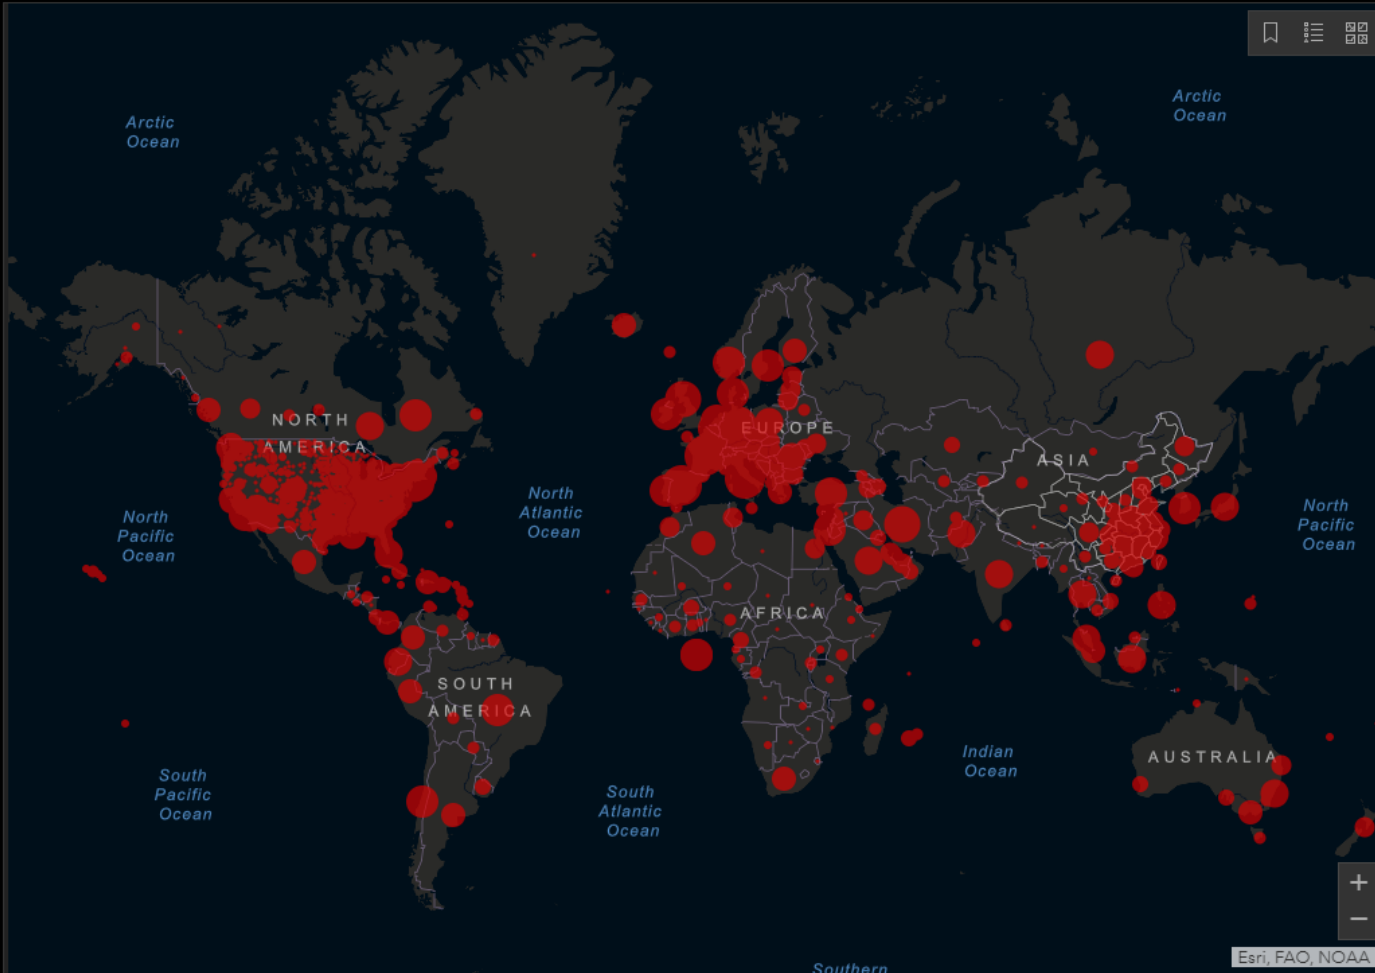 Arctic
Ocean
Arctic
Ocean
NORTH
AMERICA
EUROPE
ASIA
North
Pacific
Ocean
North
Atlantic
Ocean
North
Pacific
Ocean
AFRICA
SOUTH
AMERICA
South
Pacific
Ocean
South
Atlantic
Ocean
Indian
Ocean
AUSTRALIA
+
−
Esri, FAO, NOAA
Southern